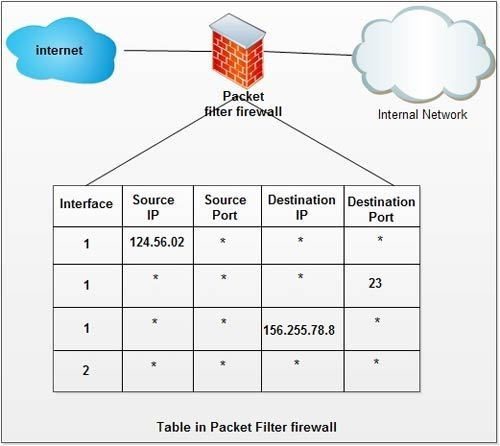 internet
Packet
filter firewall
Internal Network
Interface Source IP Source Port Destination IP Destination Port
1 124.56.02 * * *
1 * * * 23
1 * * 156.255.78.8 *
2 * * * *
Table in Packet Filter firewall